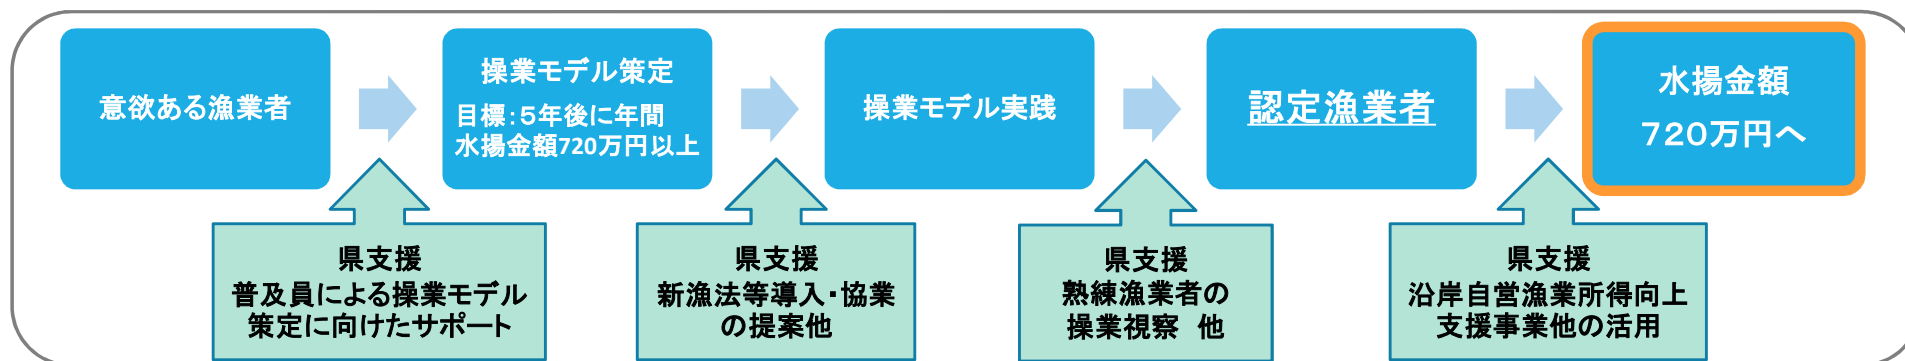 意欲ある漁業者
操業モデル策定
目標：５年後に年間
水揚金額720万円以上
操業モデル実践
認定漁業者
水揚金額
７２０万円へ
県支援
普及員による操業モデル
策定に向けたサポート
県支援
新漁法等導入・協業
の提案他
県支援
熟練漁業者の
操業視察　他
県支援
沿岸自営漁業所得向上
支援事業他の活用